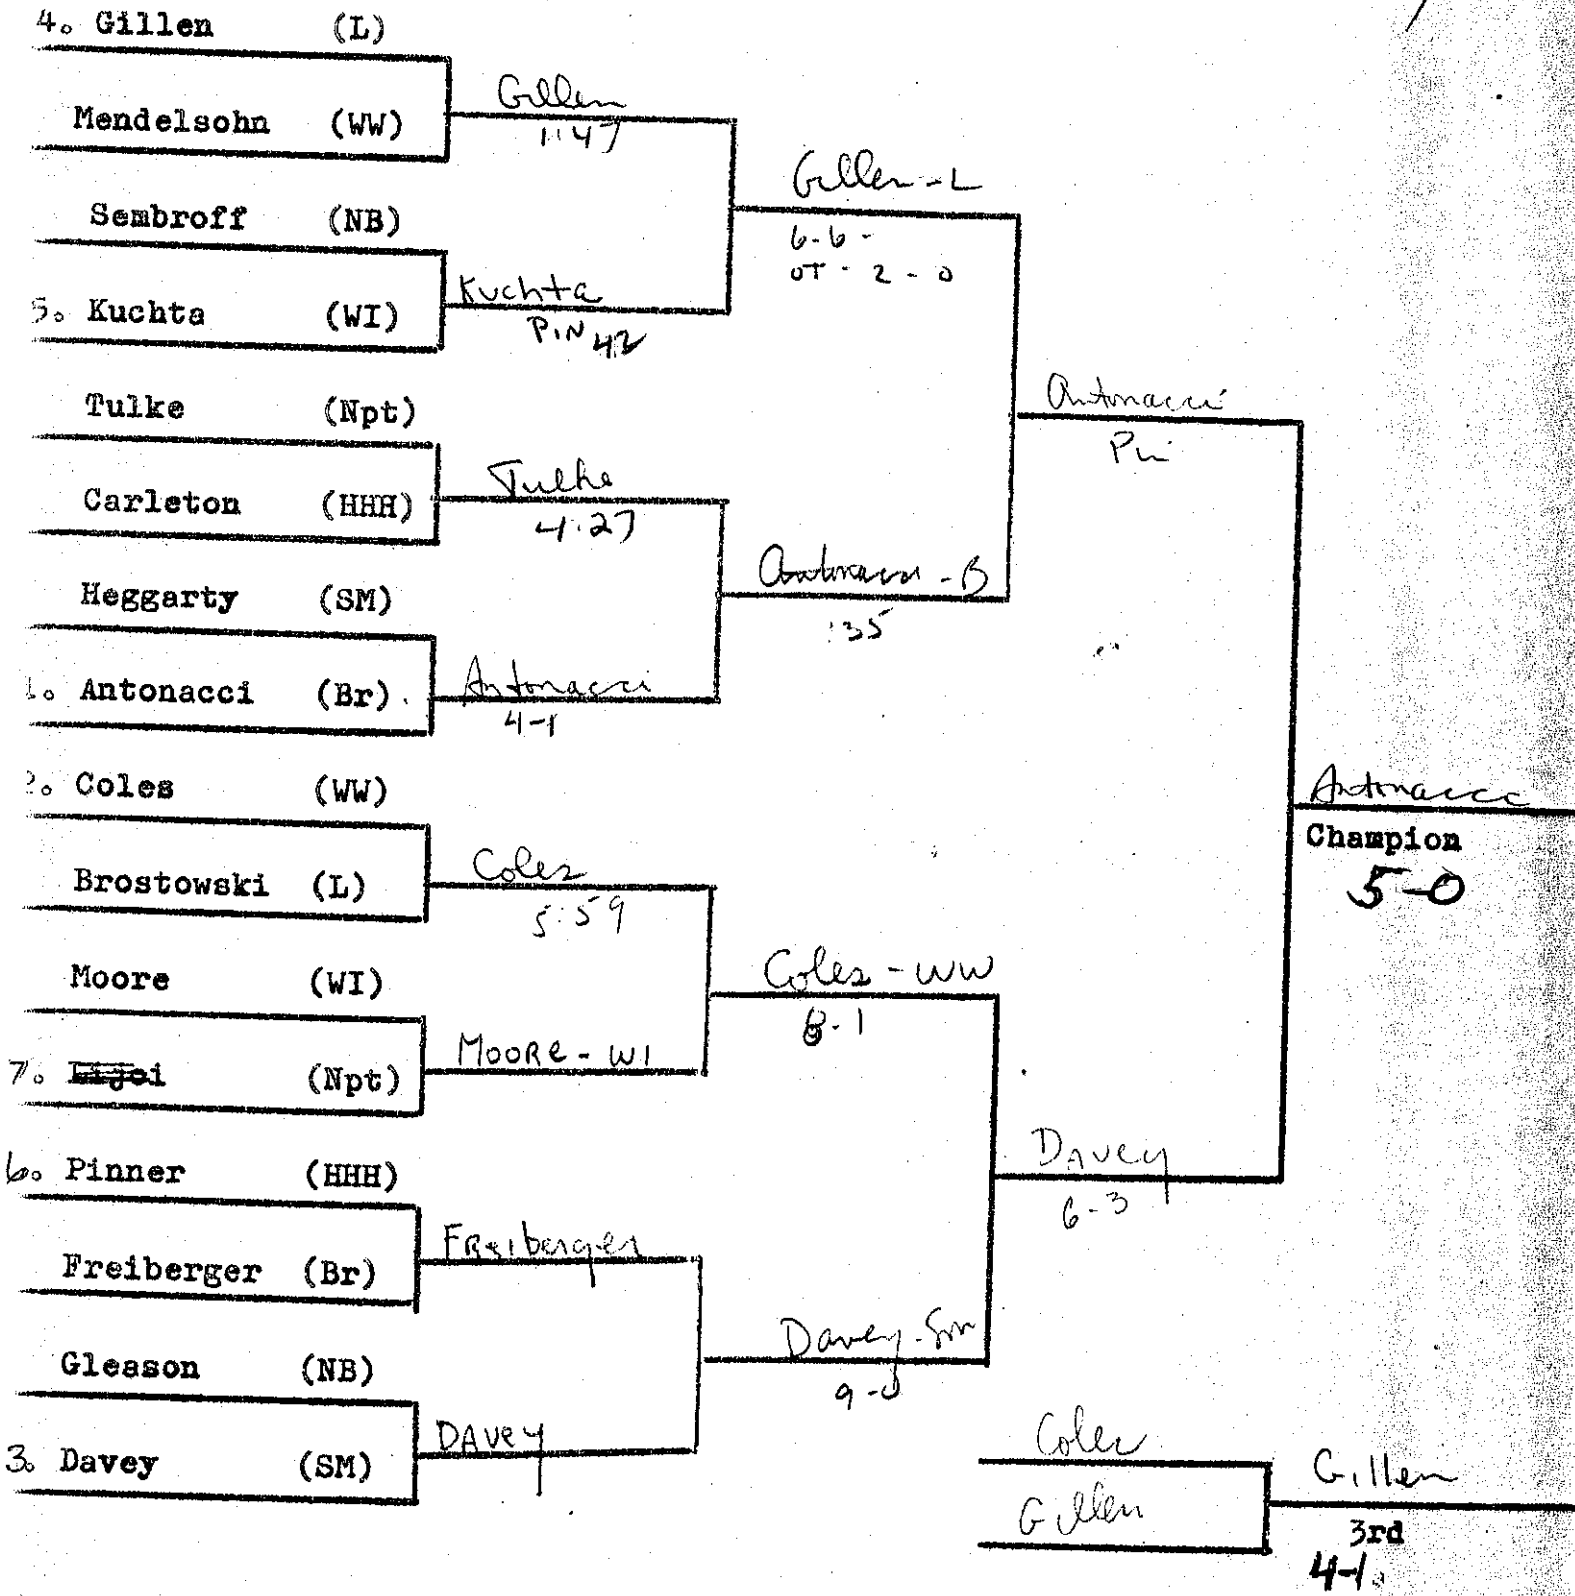 4. Gillen (L)
Mendelsohn (WW)
Sembroff (NB)
5. Kuchta (WI)
Tulke (Npt)
Carleton (HHH)
Heggarty (SM)
1. Antonacci (Br)
2. Coles (WW)
Brostowski (L)
Moore (WI)
7. (Npt)
6. Pinner (HHH)
Freiberger (Br)
Gleason (NB)
3. Davey (SM)
Gillen
1:47
Kuchta
PIN 42
Tulke
4:27
Antonacci
4-1
Coles
5:59
MOORE - WI
FReiberger
DAvey
Gillen - L
6-6 -
OT - 2 - 0
Antonacci - B
:35
Coles - WW
8-1
Davey - Sm
9-0
Antonacci
Pin
DAvey
6-3
Antonacci
Champion
5-0
Coles
Gillen
Gillen
3rd
4-1